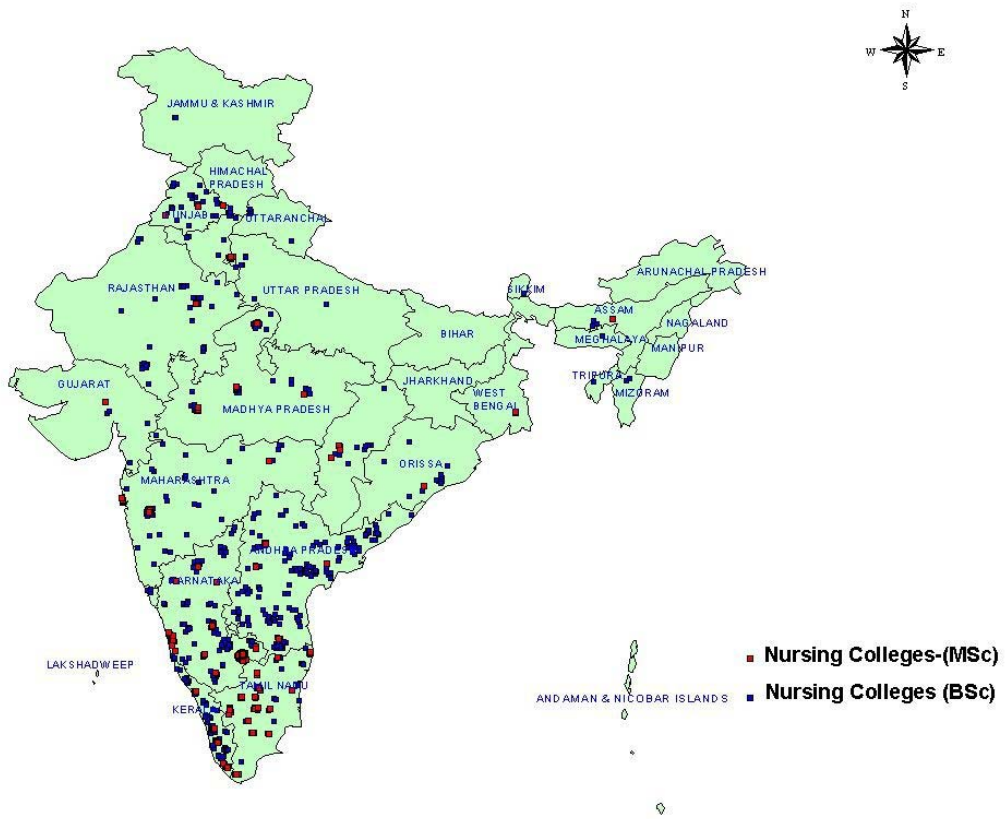 N
W E
S
JAMMU & KASHMIR
HIMACHAL
PRADESH
PUNJAB
UTTARANCHAL
RAJASTHAN
UTTAR PRADESH
SIKKIM
ARUNACHAL PRADESH
ASSAM
NAGALAND
BIHAR
MEGHALAYA
MANIPUR
GUJARAT
JHARKHAND
TRIPURA
WEST
BENGAL
MIZORAM
MADHYA PRADESH
ORISSA
MAHARASHTRA
ANDHRA PRADESH
KARNATAKA
LAKSHADWEEP
TAMIL NADU
KERALA
ANDAMAN & NICOBAR ISLANDS
Nursing Colleges-(MSc)
Nursing Colleges (BSc)